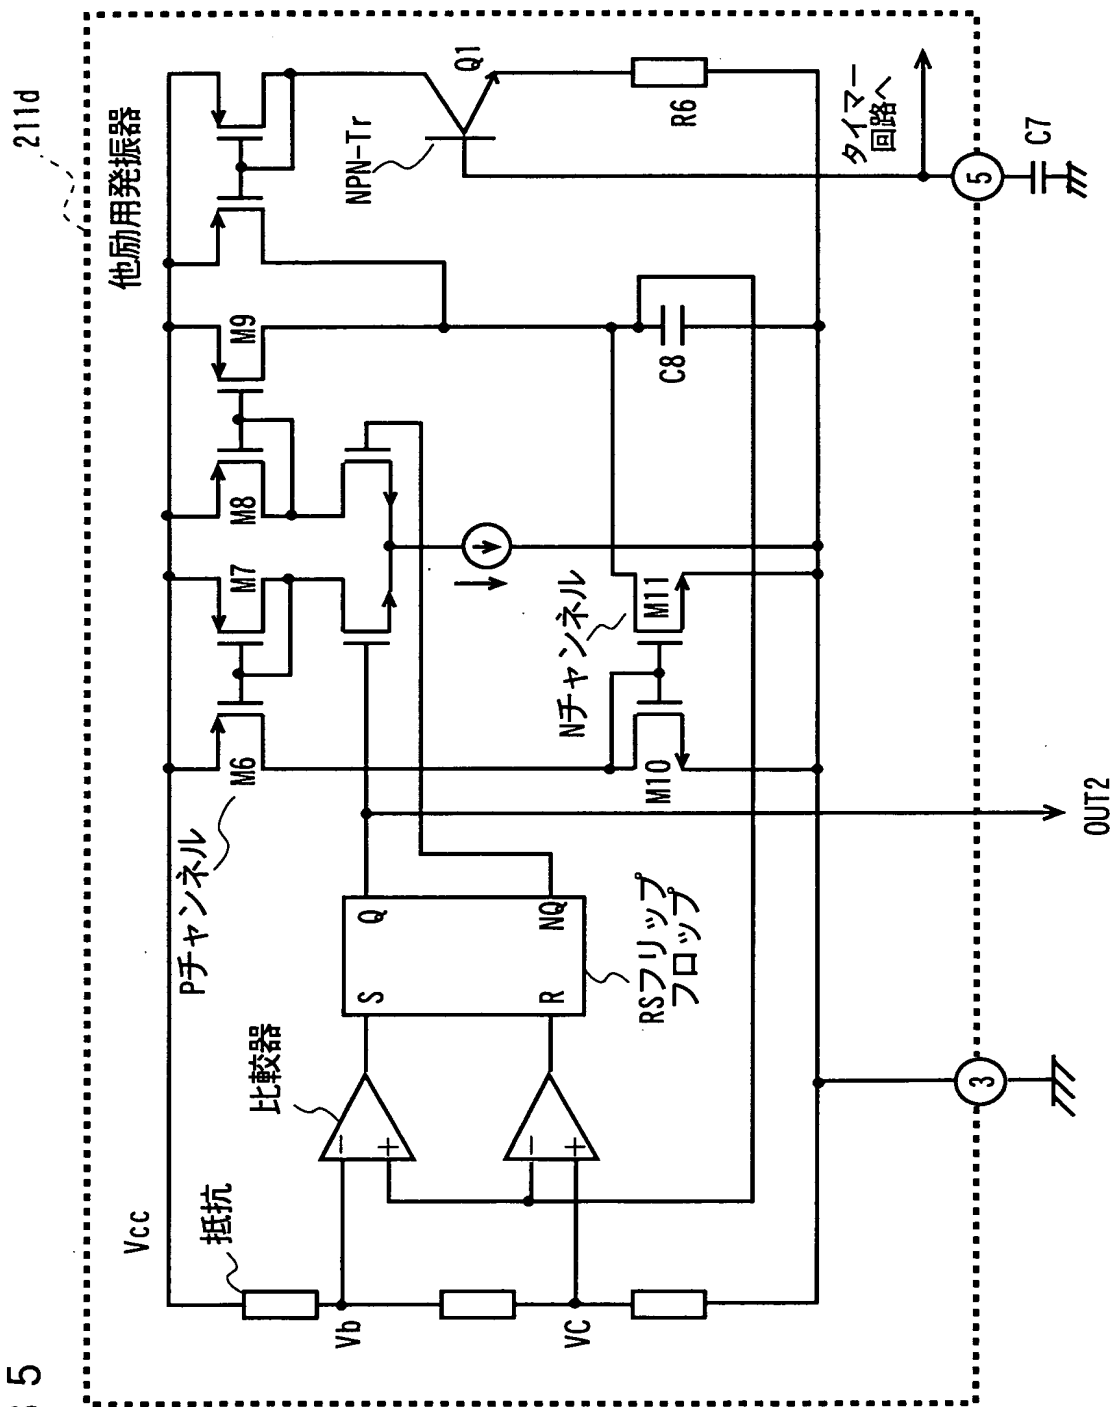 5
211d
他励用発振器
Vcc
抵抗
Vb
VC
比較器
S
R
Q
NQ
RSフリップ
フロップ
-
+
-
+
Pチャンネル
M6
M7
M8
M9
Nチャンネル
M10
M11
C8
NPN-Tr
Q1
R6
タイマー
回路へ
5
C7
3
OUT2